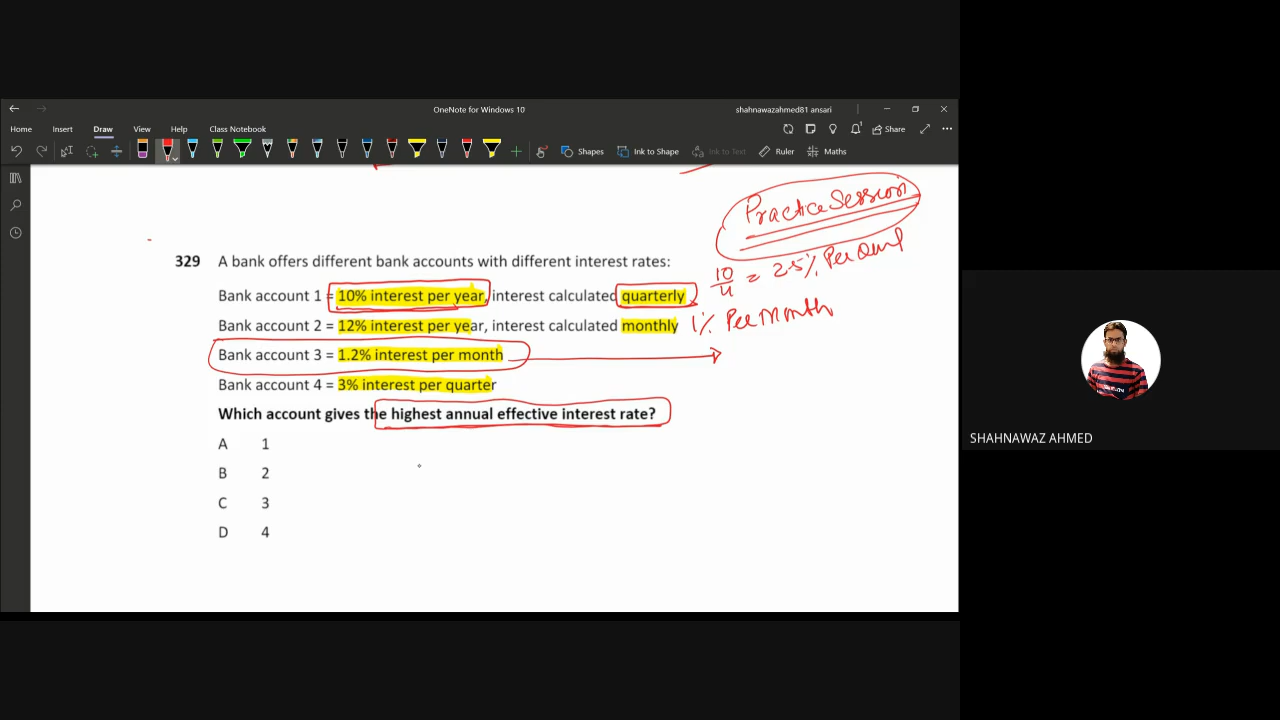 OneNote for Windows 10
shahnawazahmed81 ansari
Home Insert Draw View Help Class Notebook
Share
Shapes Ink to Shape Ink to Text Ruler Maths
Practice Session
329 A bank offers different bank accounts with different interest rates:
10/4 = 2.5% Per
Bank account 1 = 10% interest per year, interest calculated quarterly
Bank account 2 = 12% interest per year, interest calculated monthly 1% Per Month
Bank account 3 = 1.2% interest per month
Bank account 4 = 3% interest per quarter
Which account gives the highest annual effective interest rate?
A 1
B 2
C 3
D 4
SHAHNAWAZ AHMED